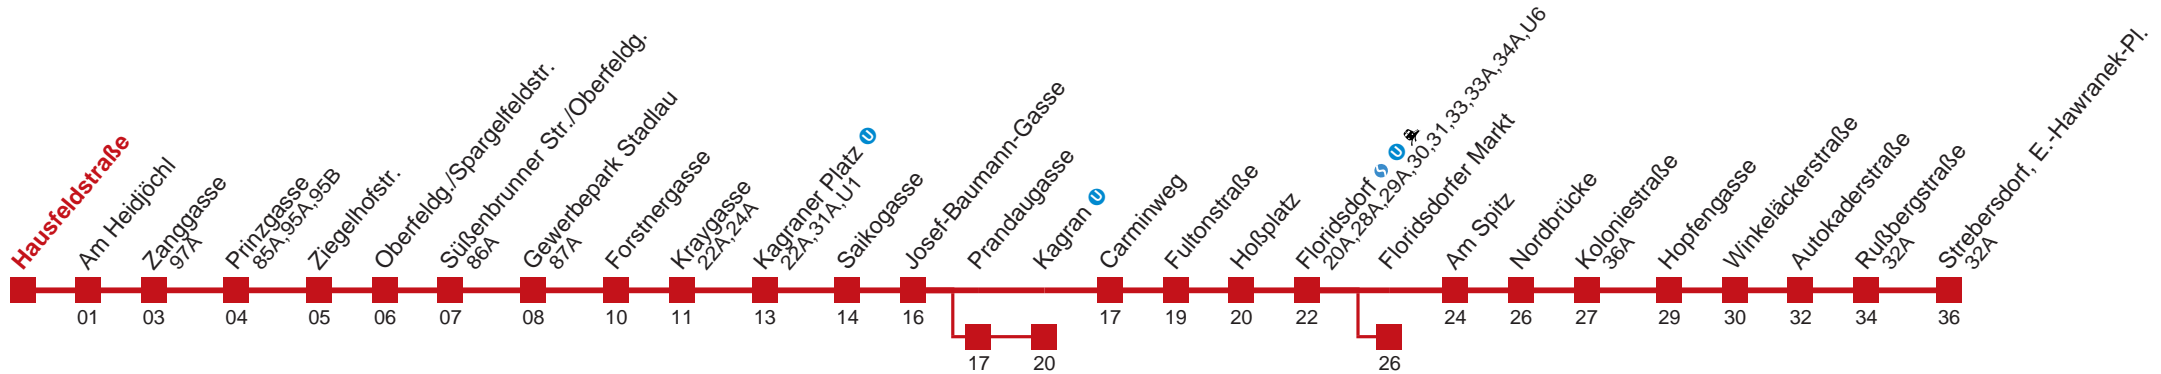 Hausfeldstraße
Am Heidjöchl
Zanggasse
97A
Prinzgasse
85A,95A,95B
Ziegelhofstr.
Oberfeldg./Spargelfeldstr.
Süßenbrunner Str./Oberfeldg.
86A
Gewerbepark Stadlau
87A
Forstnergasse
Kraygasse
22A,24A
Kagraner Platz U
22A,31A,U1
Saikogasse
Josef-Baumann-Gasse
Prandaugasse
Kagran U
Carminweg
Fultonstraße
Hoßplatz
Floridsdorf S U
20A,28A,29A,30,31,33,33A,34A,U6
Floridsdorfer Markt
Am Spitz
Nordbrücke
Koloniestraße
36A
Hopfengasse
Winkeläckerstraße
Autokaderstraße
Rußbergstraße
32A
Strebersdorf, E.-Hawranek-Pl.
32A
01 03 04 05 06 07 08 10 11 13 14 16 17 19 20 22 24 26 27 29 30 32 34 36
17 20 26